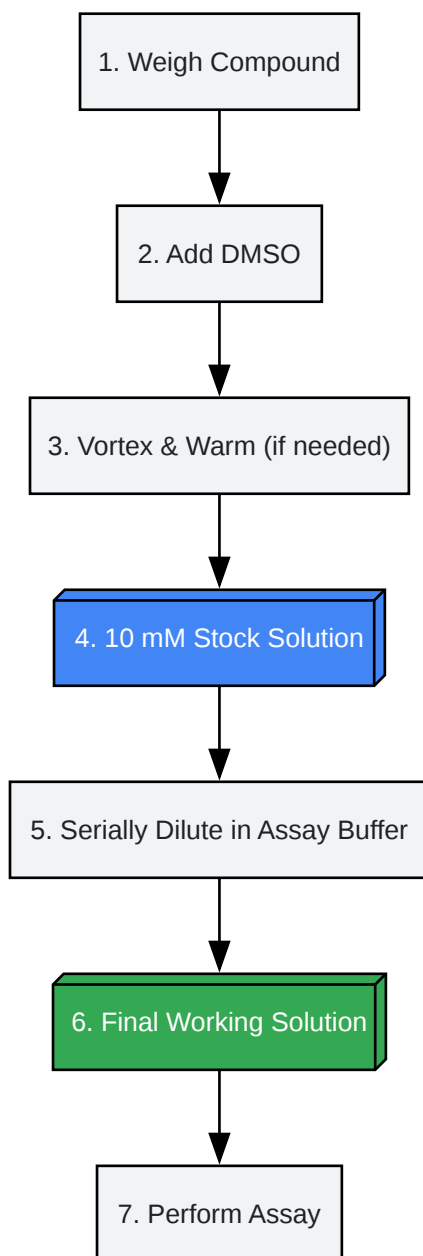 1. Weigh Compound
2. Add DMSO
3. Vortex & Warm (if needed)
4. 10 mM Stock Solution
5. Serially Dilute in Assay Buffer
6. Final Working Solution
7. Perform Assay